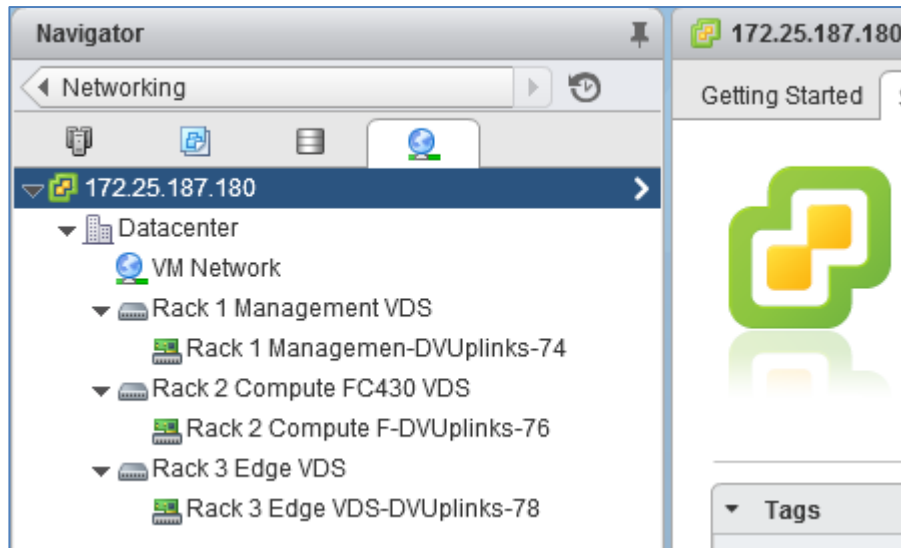 Navigator
172.25.187.180
Networking
Getting Started
172.25.187.180
Datacenter
VM Network
Rack 1 Management VDS
Rack 1 Managemen-DVUplinks-74
Rack 2 Compute FC430 VDS
Rack 2 Compute F-DVUplinks-76
Rack 3 Edge VDS
Rack 3 Edge VDS-DVUplinks-78
Tags